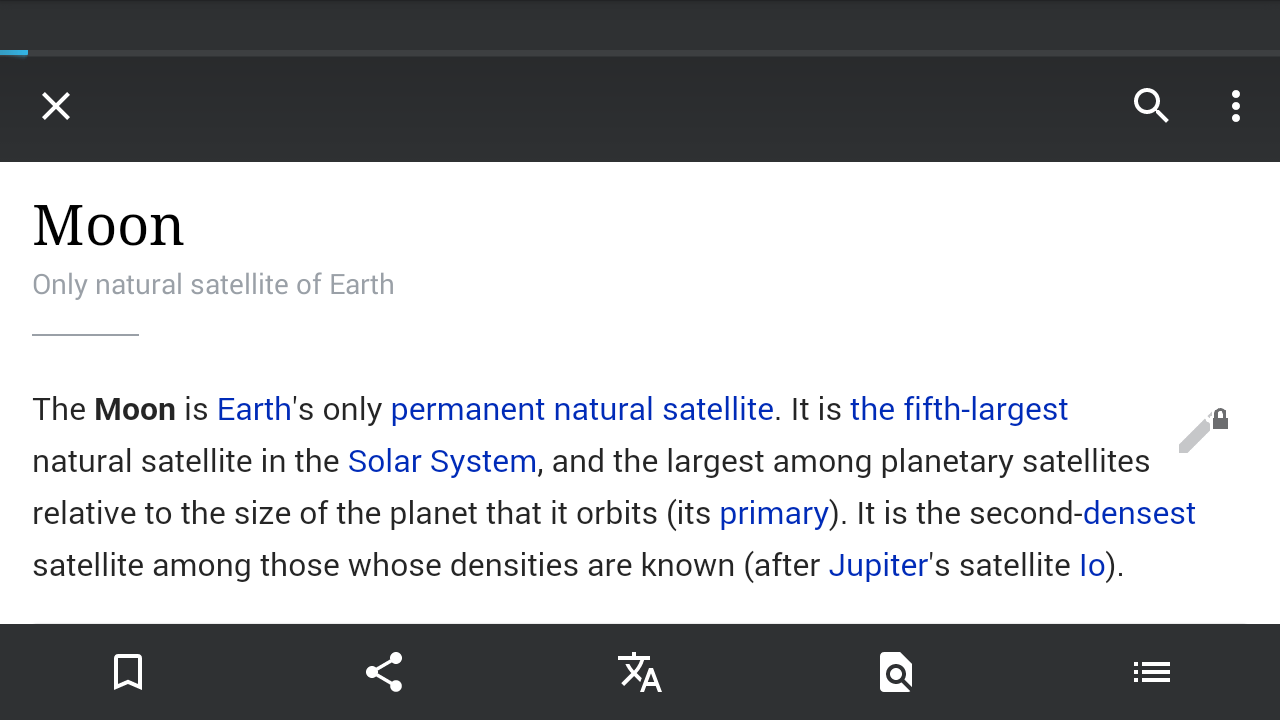 Moon
Only natural satellite of Earth
The Moon is Earth's only permanent natural satellite. It is the fifth-largest
natural satellite in the Solar System, and the largest among planetary satellites
relative to the size of the planet that it orbits (its primary). It is the second-densest
satellite among those whose densities are known (after Jupiter's satellite Io).